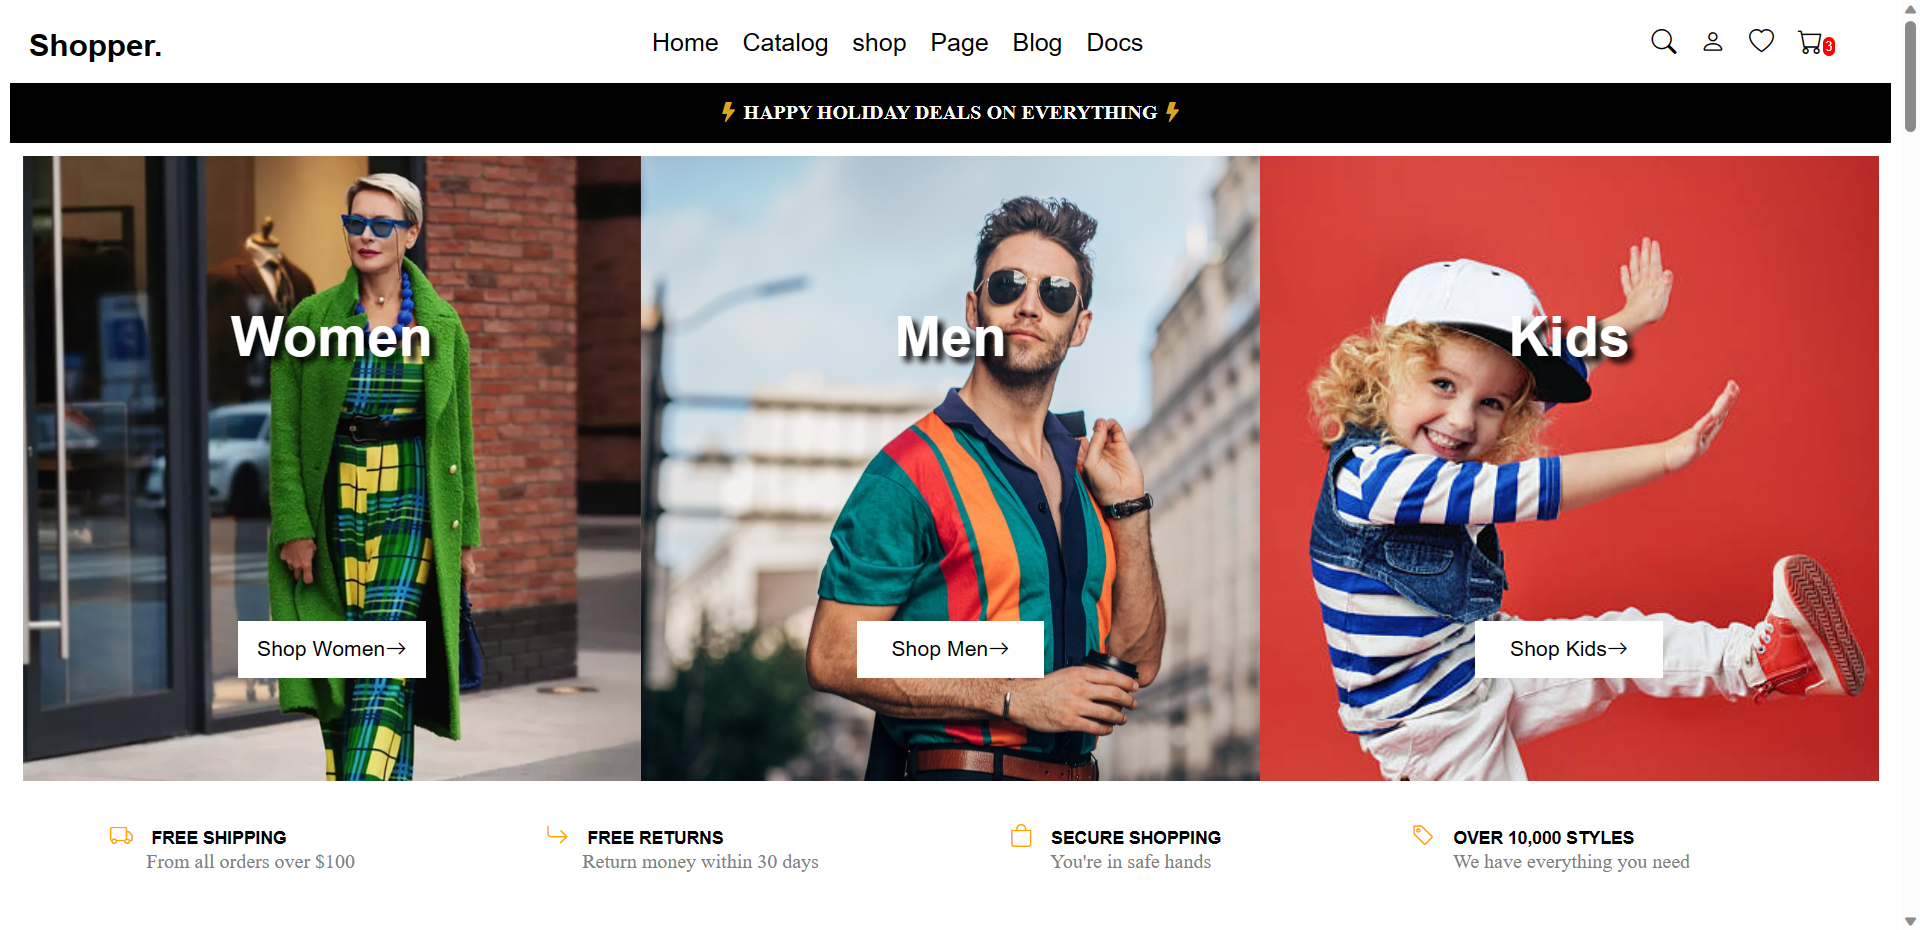 Shopper.
Home Catalog shop Page Blog Docs
3
HAPPY HOLIDAY DEALS ON EVERYTHING
Women
Men
Kids
Shop Women→
Shop Men→
Shop Kids→
FREE SHIPPING
From all orders over $100
FREE RETURNS
Return money within 30 days
SECURE SHOPPING
You're in safe hands
OVER 10,000 STYLES
We have everything you need